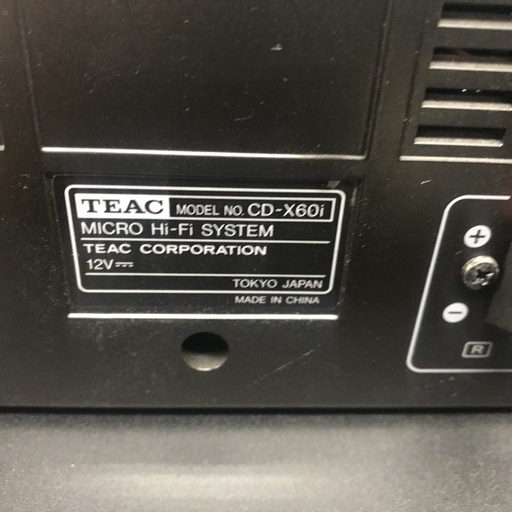 TEAC MODEL NO. CD-X60i
MICRO Hi-Fi SYSTEM
TEAC CORPORATION
12V⎓
TOKYO JAPAN
MADE IN CHINA
+
−
R